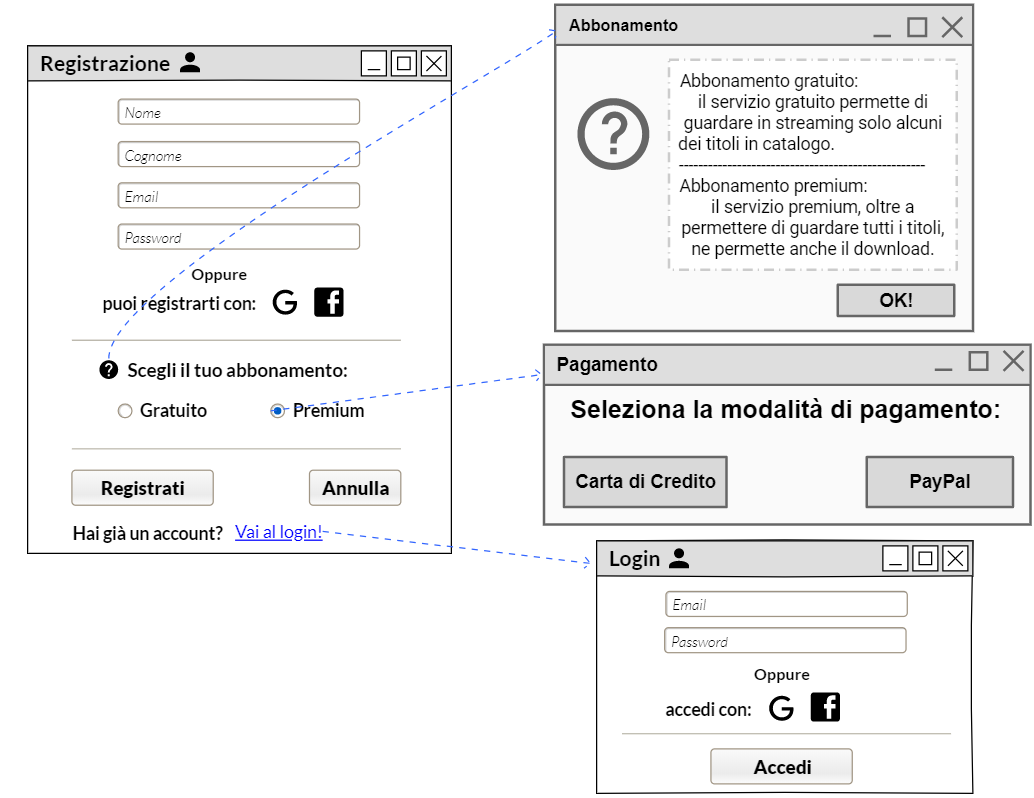 Registrazione
Nome
Cognome
Email
Password
Oppure
puoi registrarti con:
Scegli il tuo abbonamento:
Gratuito
Premium
Registrati
Annulla
Hai già un account? Vai al login!
Abbonamento
Abbonamento gratuito:
il servizio gratuito permette di
guardare in streaming solo alcuni
dei titoli in catalogo.
Abbonamento premium:
il servizio premium, oltre a
permettere di guardare tutti i titoli,
ne permette anche il download.
OK!
Pagamento
Seleziona la modalità di pagamento:
Carta di Credito
PayPal
Login
Email
Password
Oppure
accedi con:
Accedi